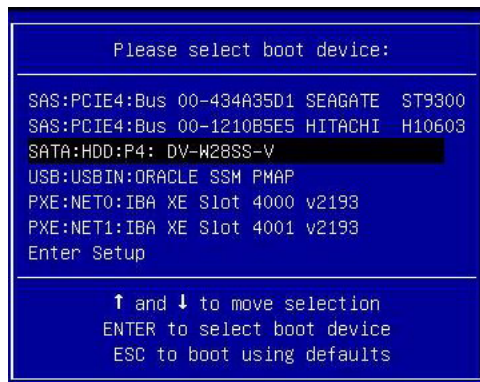 Please select boot device:
SAS:PCIE4:Bus 00-434A35D1 SEAGATE ST9300
SAS:PCIE4:Bus 00-1210B5E5 HITACHI H10603
SATA:HDD:P4: DV-W28SS-V
USB:USBIN:ORACLE SSM PMAP
PXE:NET0:IBA XE Slot 4000 v2193
PXE:NET1:IBA XE Slot 4001 v2193
Enter Setup
↑ and ↓ to move selection
ENTER to select boot device
ESC to boot using defaults